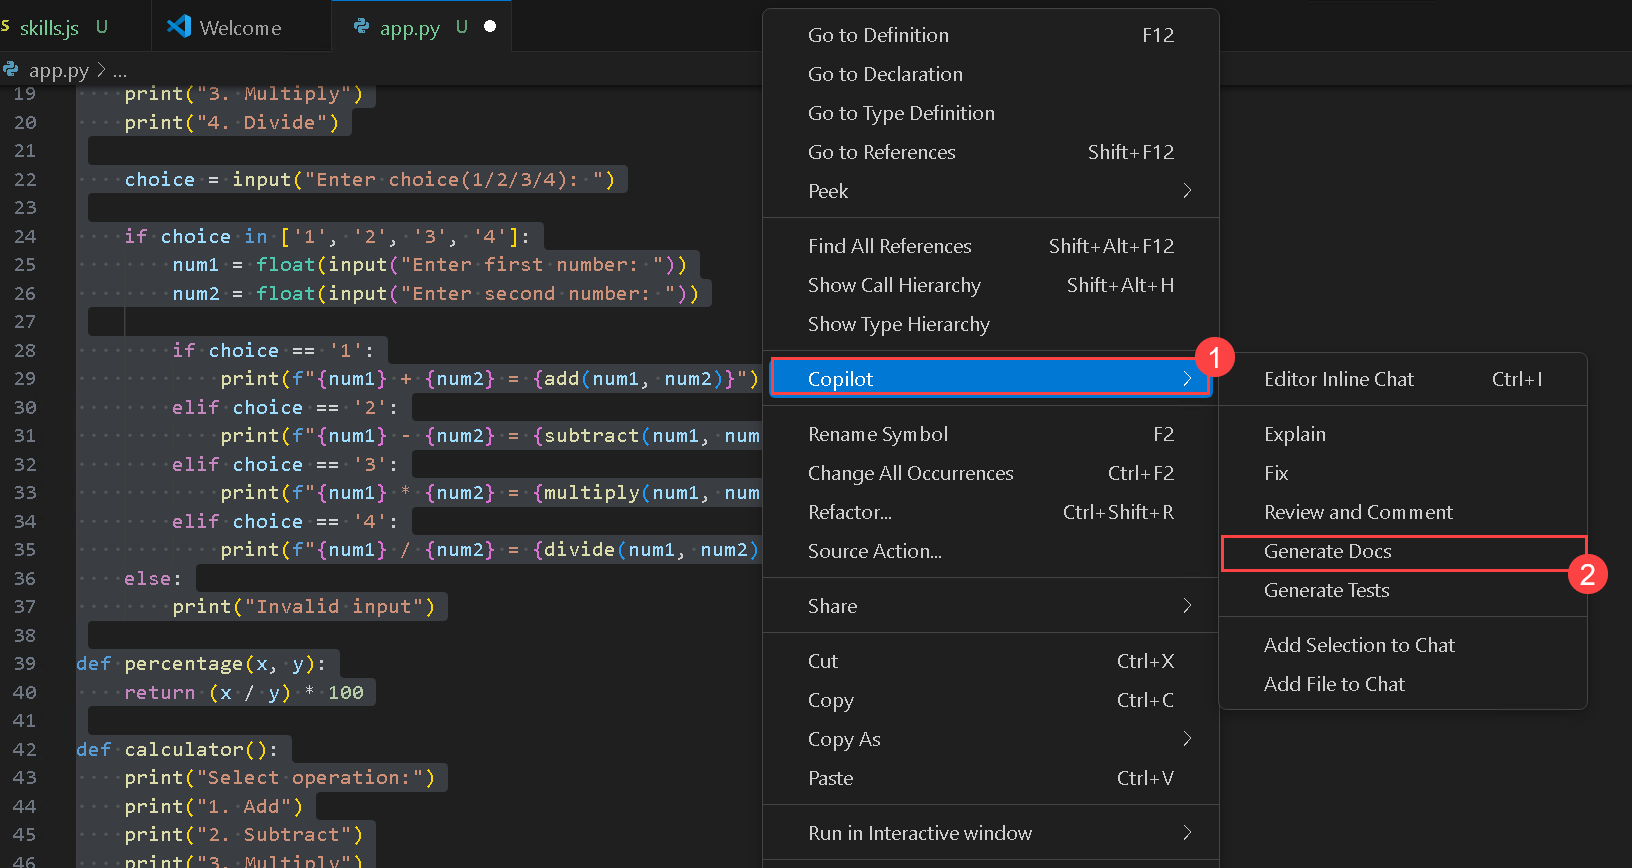 S skills.js U
Welcome
app.py U
app.py > ...
19 print("3. Multiply")
20 print("4. Divide")
21
22 choice = input("Enter choice(1/2/3/4): ")
23
24 if choice in ['1', '2', '3', '4']:
25 num1 = float(input("Enter first number: "))
26 num2 = float(input("Enter second number: "))
27
28 if choice == '1':
29 print(f"{num1} + {num2} = {add(num1, num2)}")
30 elif choice == '2':
31 print(f"{num1} - {num2} = {subtract(num1, num
32 elif choice == '3':
33 print(f"{num1} * {num2} = {multiply(num1, num
34 elif choice == '4':
35 print(f"{num1} / {num2} = {divide(num1, num2)
36 else:
37 print("Invalid input")
38
39 def percentage(x, y):
40 return (x / y) * 100
41
42 def calculator():
43 print("Select operation:")
44 print("1. Add")
45 print("2. Subtract")
46 print("3. Multiply")
Go to Definition F12
Go to Declaration
Go to Type Definition
Go to References Shift+F12
Peek
Find All References Shift+Alt+F12
Show Call Hierarchy Shift+Alt+H
Show Type Hierarchy
Copilot
1
Rename Symbol F2
Change All Occurrences Ctrl+F2
Refactor... Ctrl+Shift+R
Source Action...
Share
Cut Ctrl+X
Copy Ctrl+C
Copy As
Paste Ctrl+V
Run in Interactive window
Editor Inline Chat Ctrl+I
Explain
Fix
Review and Comment
Generate Docs
2
Generate Tests
Add Selection to Chat
Add File to Chat